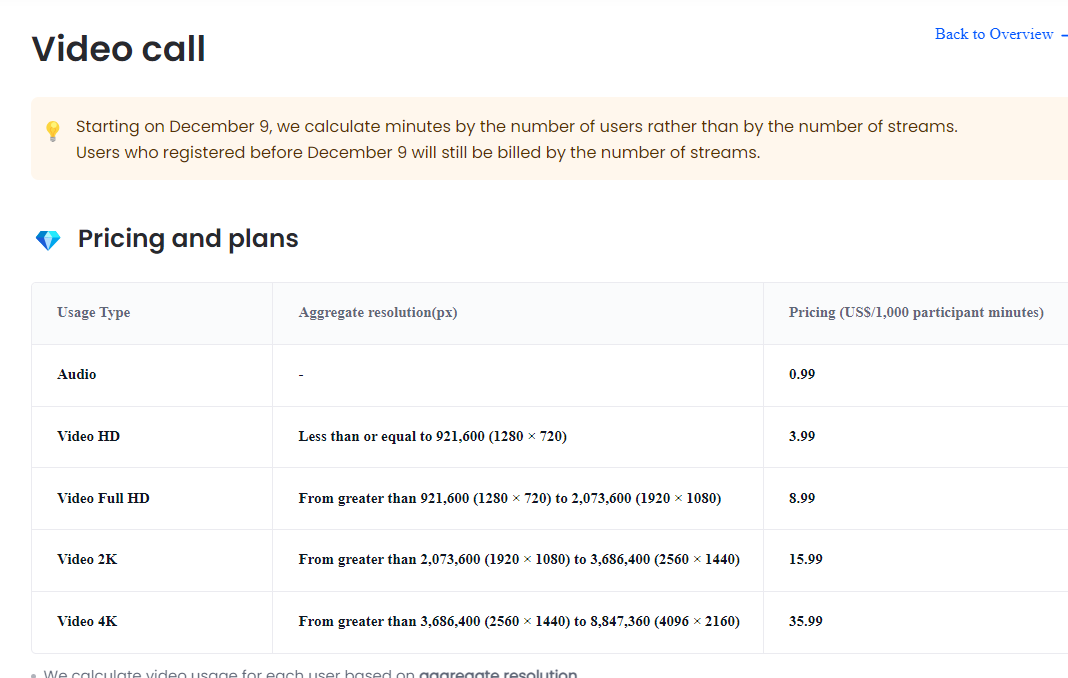 Back to Overview →
Video call
Starting on December 9, we calculate minutes by the number of users rather than by the number of streams.
Users who registered before December 9 will still be billed by the number of streams.
Pricing and plans
Usage Type Aggregate resolution(px) Pricing (US$/1,000 participant minutes)
Audio - 0.99
Video HD Less than or equal to 921,600 (1280 × 720) 3.99
Video Full HD From greater than 921,600 (1280 × 720) to 2,073,600 (1920 × 1080) 8.99
Video 2K From greater than 2,073,600 (1920 × 1080) to 3,686,400 (2560 × 1440) 15.99
Video 4K From greater than 3,686,400 (2560 × 1440) to 8,847,360 (4096 × 2160) 35.99
• We calculate video usage for each user based on aggregate resolution